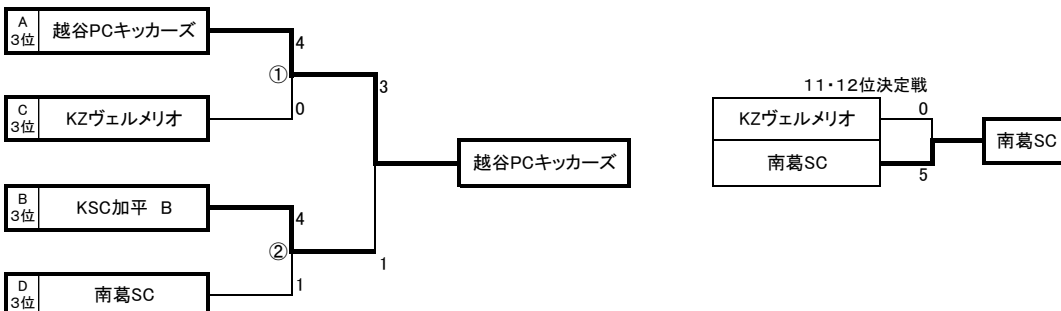 A
3位
越谷PCキッカーズ
4
①
3
C
3位
KZヴェルメリオ
0
越谷PCキッカーズ
B
3位
KSC加平 B
4
②
1
D
3位
南葛SC
1
11・12位決定戦
KZヴェルメリオ
0
南葛SC
5
南葛SC